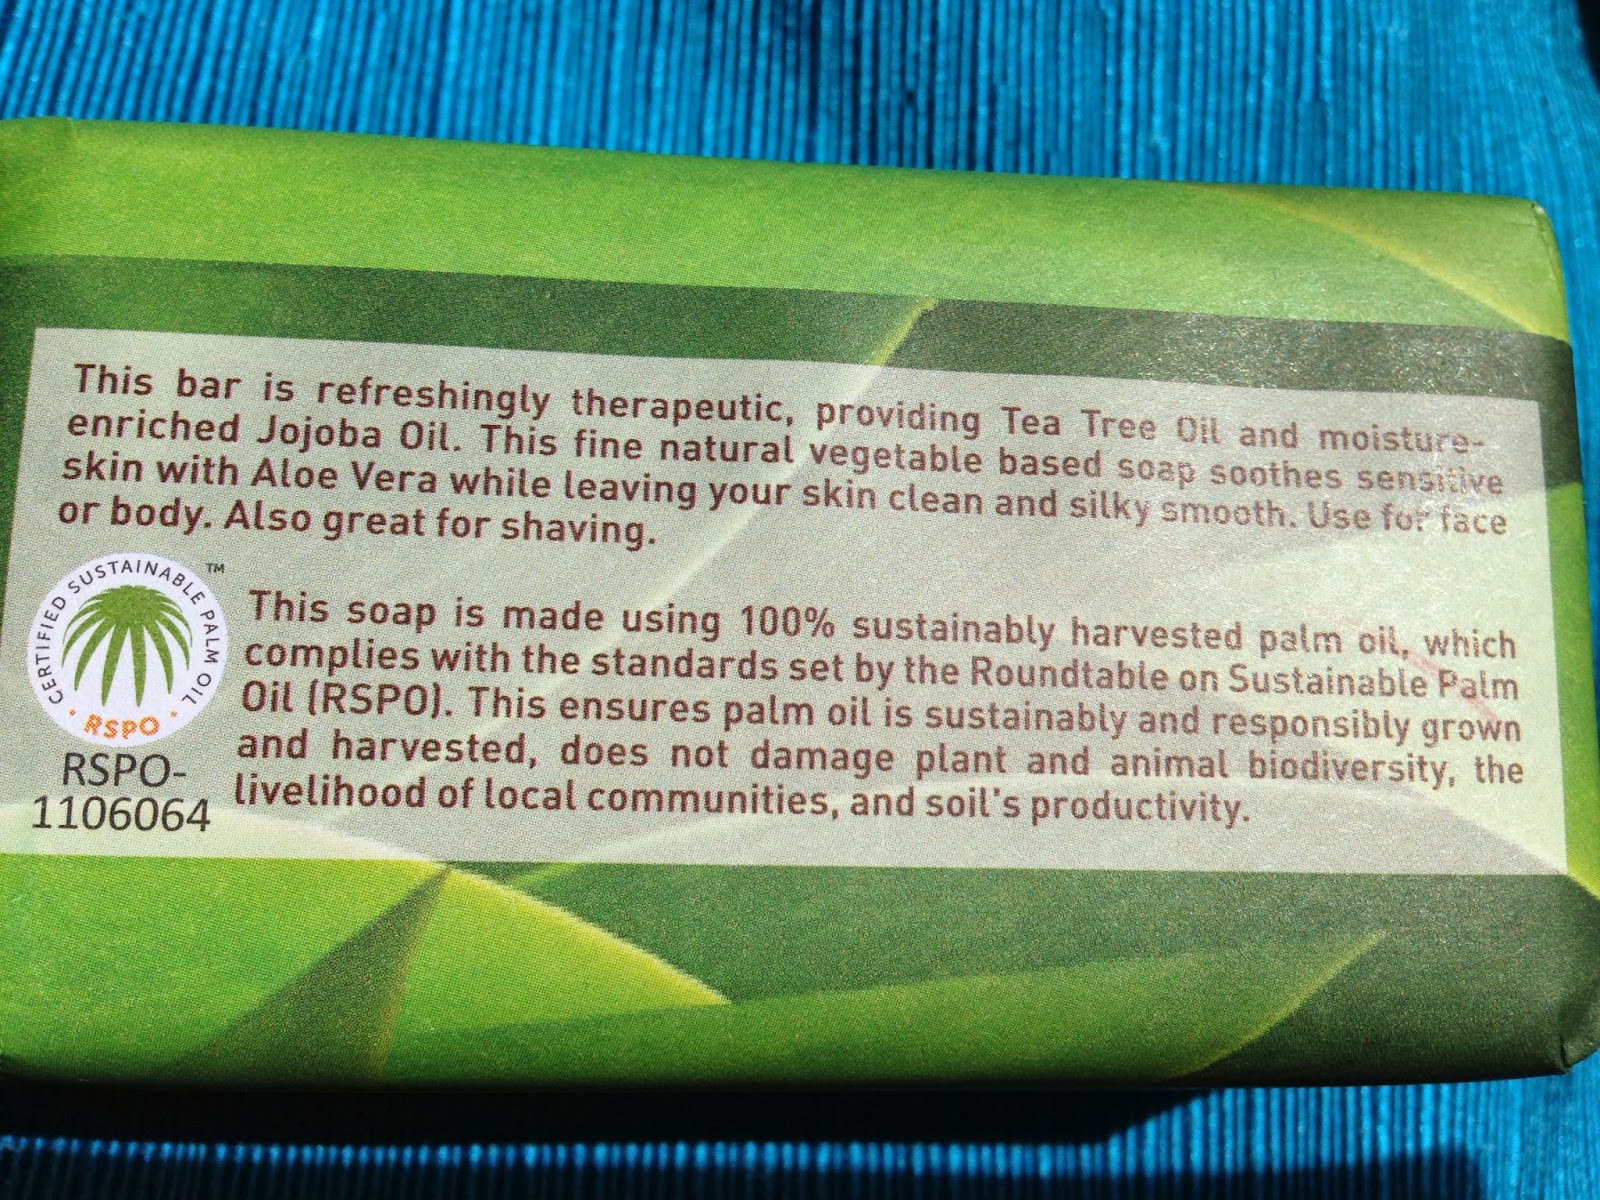 This bar is refreshingly therapeutic, providing Tea Tree Oil and moisture-
enriched Jojoba Oil. This fine natural vegetable based soap soothes sensitive
skin with Aloe Vera while leaving your skin clean and silky smooth. Use for face
or body. Also great for shaving.
CERTIFIED SUSTAINABLE PALM OIL ™
RSPO
RSPO-
1106064
This soap is made using 100% sustainably harvested palm oil, which
complies with the standards set by the Roundtable on Sustainable Palm
Oil (RSPO). This ensures palm oil is sustainably and responsibly grown
and harvested, does not damage plant and animal biodiversity, the
livelihood of local communities, and soil's productivity.